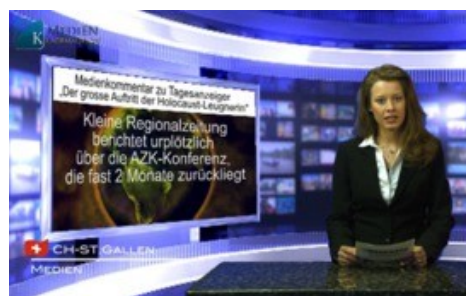 MEDIEN
Medienkommentar zu Tagesanzeiger
„Der grosse Auftritt der Holocaust-Leugnerin"
Kleine Regionalzeitung
berichtet urplötzlich
über die AZK-Konferenz,
die fast 2 Monate zurückliegt
CH-ST. GALLEN
MEDIEN